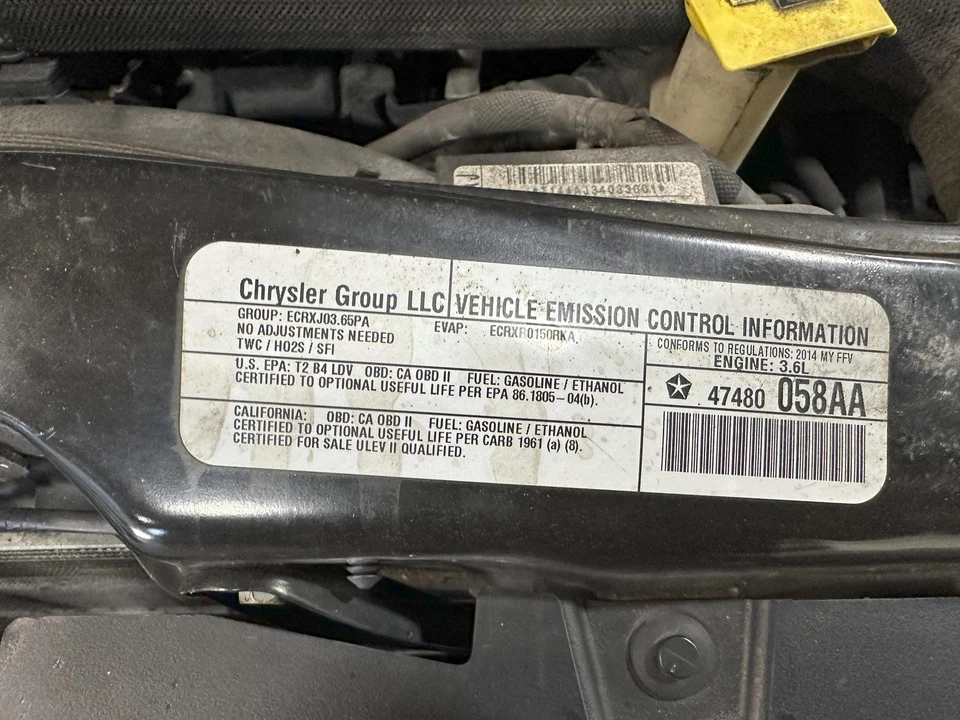 Chrysler Group LLC VEHICLE EMISSION CONTROL INFORMATION
GROUP: ECRXJ03.65PA EVAP: ECRXR0150RKA
NO ADJUSTMENTS NEEDED
TWC / HO2S / SFI
CONFORMS TO REGULATIONS: 2014 MY FFV
ENGINE: 3.6L
U.S. EPA: T2 B4 LDV OBD: CA OBD II FUEL: GASOLINE / ETHANOL
CERTIFIED TO OPTIONAL USEFUL LIFE PER EPA 86.1805-04(b).
47480 058AA
CALIFORNIA: OBD: CA OBD II FUEL: GASOLINE / ETHANOL
CERTIFIED TO OPTIONAL USEFUL LIFE PER CARB 1961 (a) (8).
CERTIFIED FOR SALE ULEV II QUALIFIED.